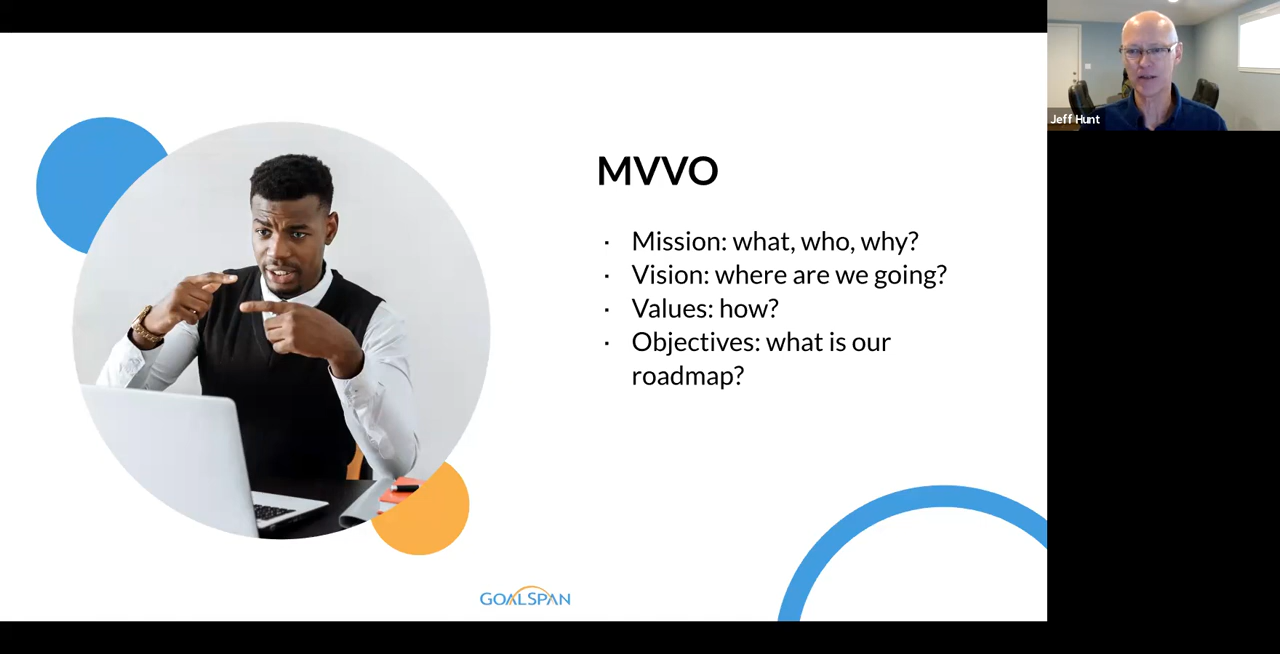 MVVO
· Mission: what, who, why?
· Vision: where are we going?
· Values: how?
· Objectives: what is our
roadmap?
GOALSPAN
Jeff Hunt